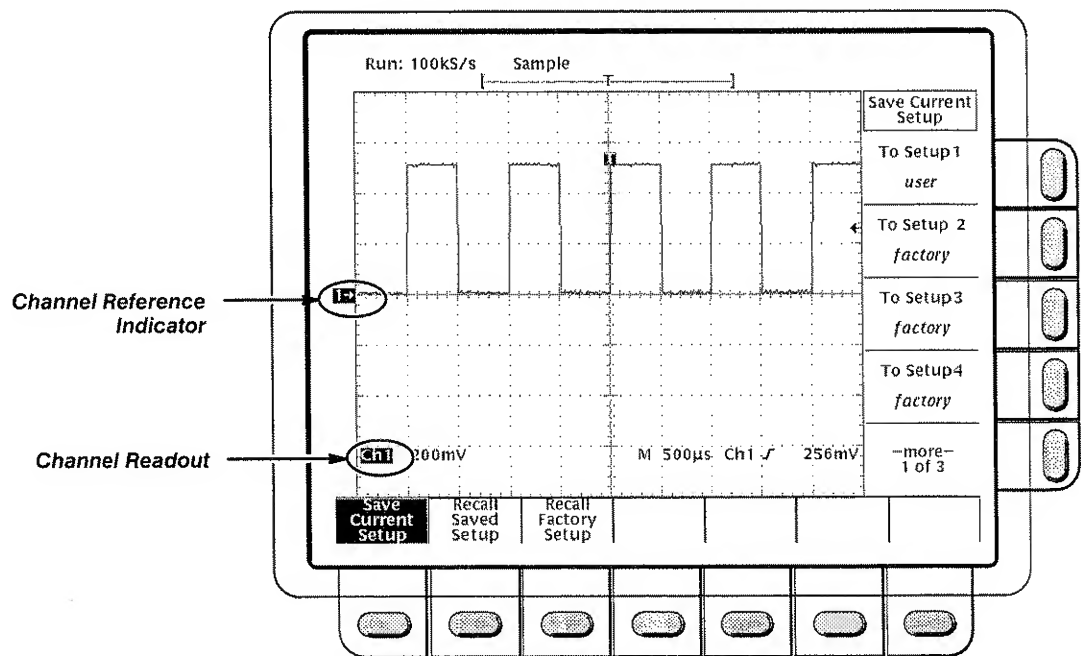 Run: 100kS/s Sample
T
Save Current
Setup
To Setup1
user
To Setup 2
factory
Channel Reference
Indicator
1→
To Setup3
factory
To Setup4
factory
Channel Readout
Ch1 200mV M 500µs Ch1 256mV
—more—
1 of 3
Save
Current
Setup
Recall
Saved
Setup
Recall
Factory
Setup